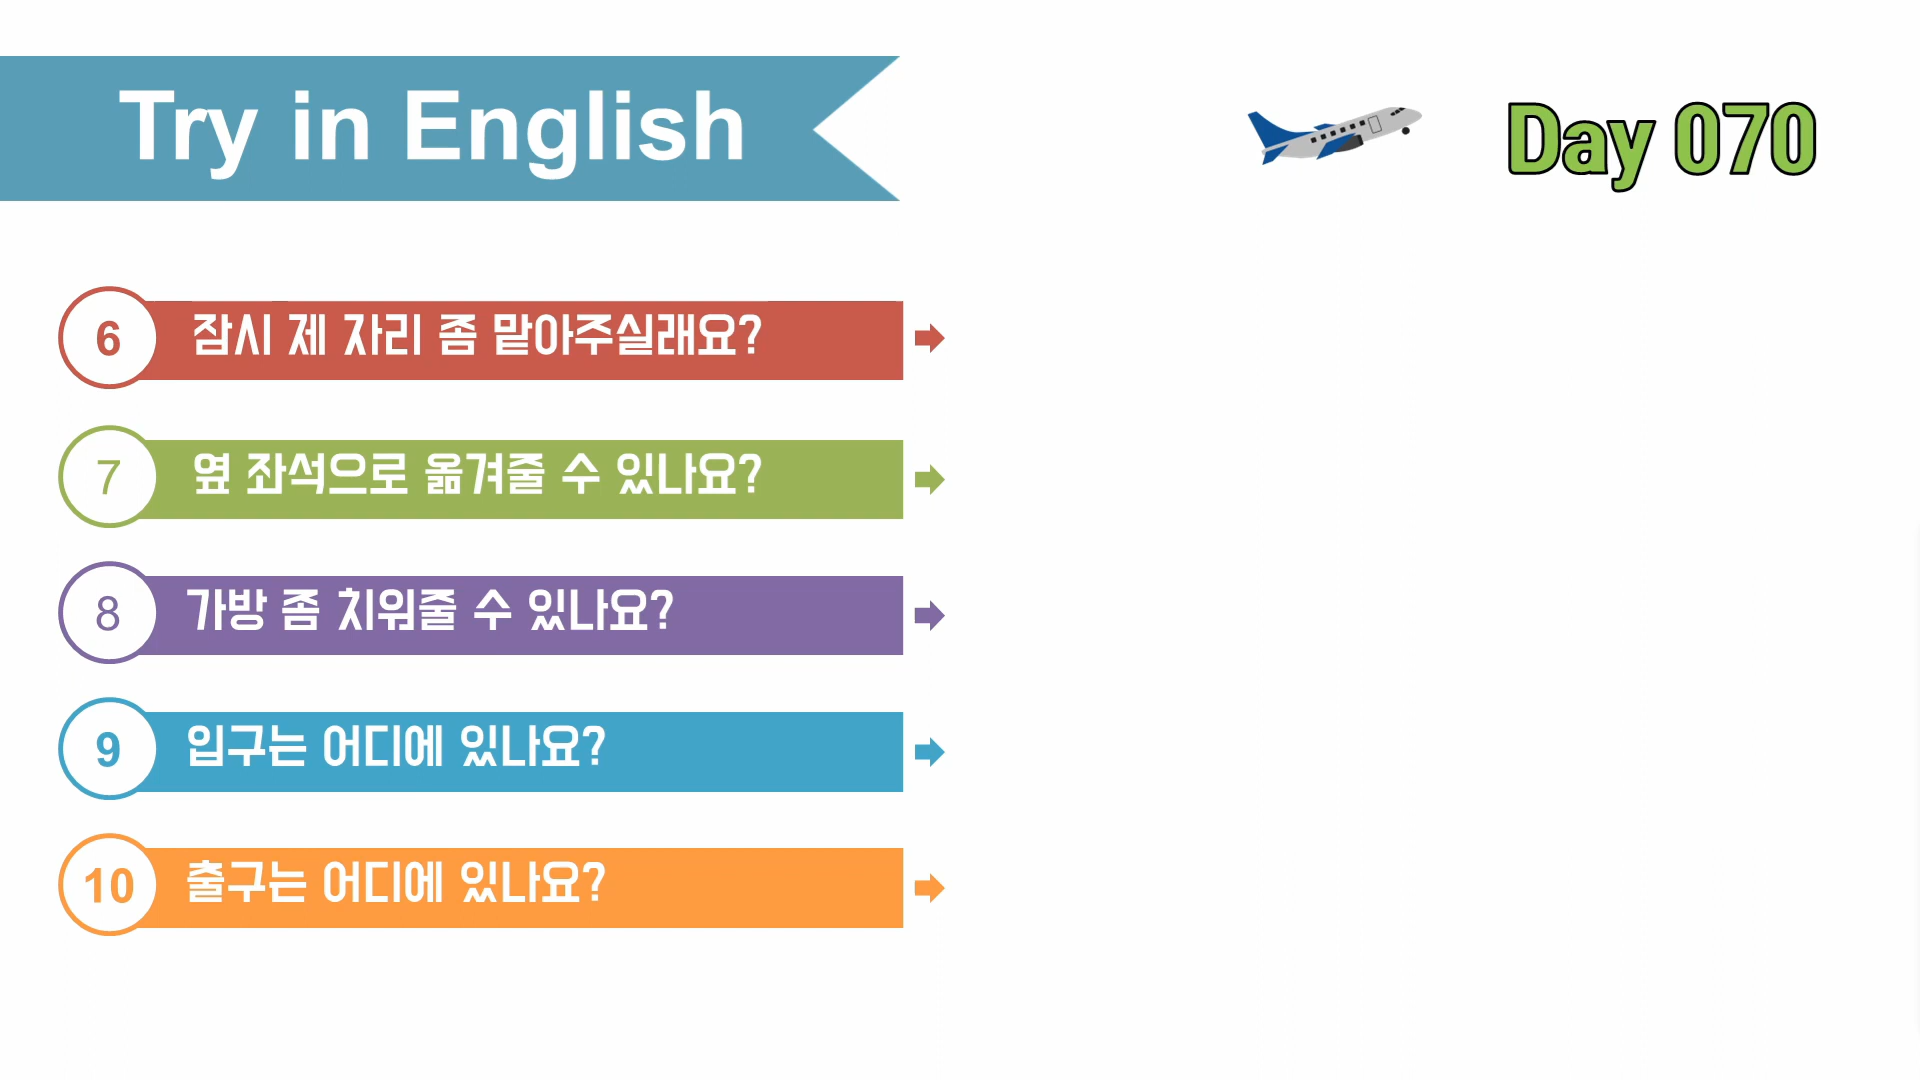 Try in English
Day 070
6 잠시 제 자리 좀 맡아주실래요?
7 옆 좌석으로 옮겨줄 수 있나요?
8 가방 좀 치워줄 수 있나요?
9 입구는 어디에 있나요?
10 출구는 어디에 있나요?